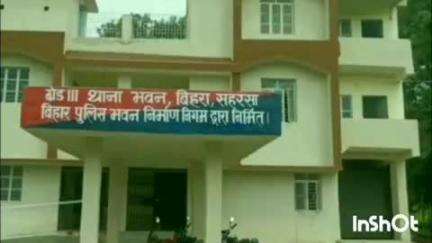 ग्रेड III थाना भवन, बिहरा, सहरसा
बिहार पुलिस भवन निर्माण निगम द्वारा निर्मित।
InShOt